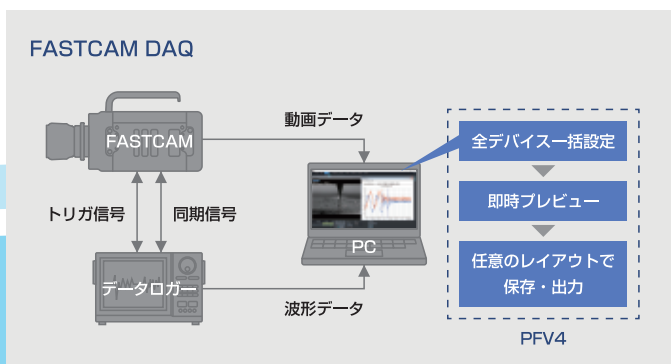 FASTCAM DAQ
動画データ
FASTCAM
全デバイス一括設定
トリガ信号
同期信号
即時プレビュー
PC
データロガー
任意のレイアウトで
保存・出力
波形データ
PFV4